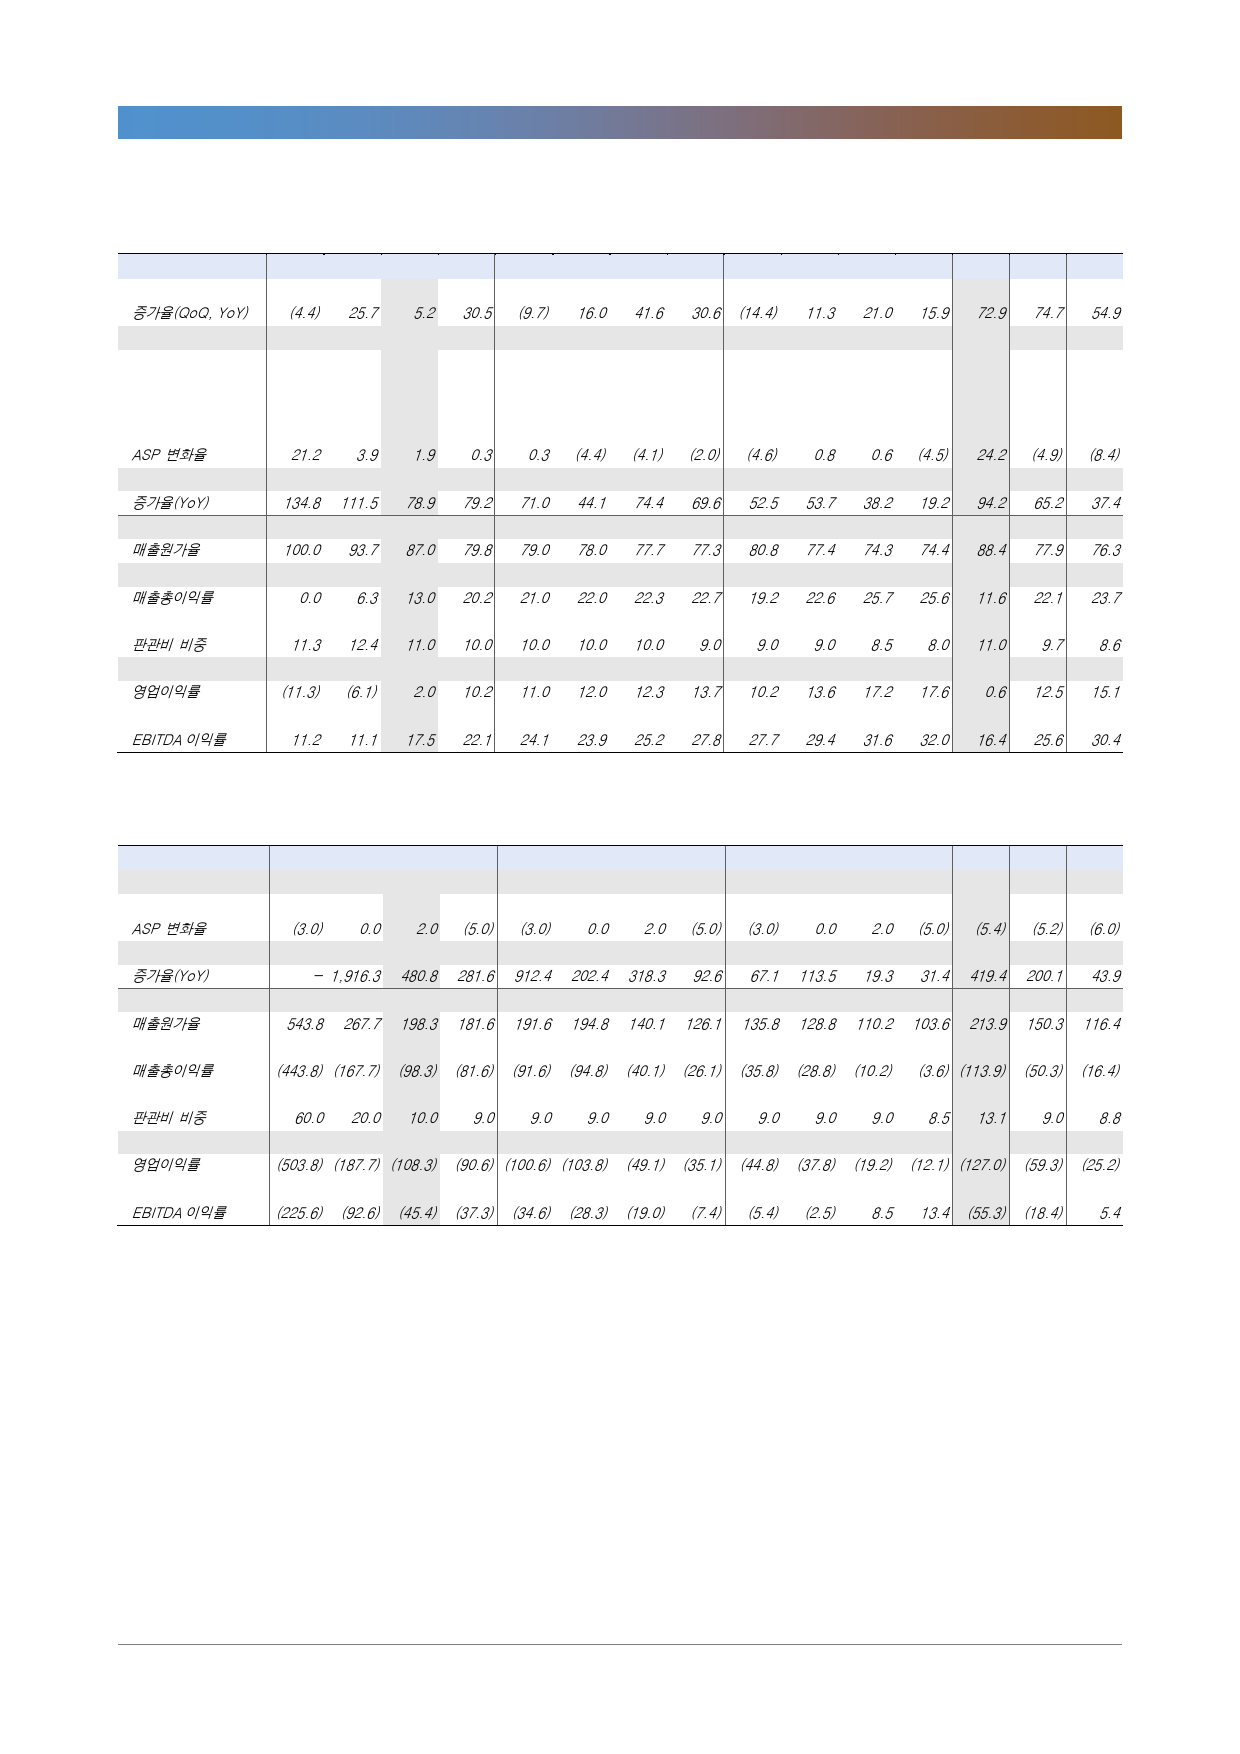 증가율(QoQ, YoY) (4.4) 25.7 5.2 30.5 (9.7) 16.0 41.6 30.6 (14.4) 11.3 21.0 15.9 72.9 74.7 54.9
ASP 변화율 21.2 3.9 1.9 0.3 0.3 (4.4) (4.1) (2.0) (4.6) 0.8 0.6 (4.5) 24.2 (4.9) (8.4)
증가율(YoY) 134.8 111.5 78.9 79.2 71.0 44.1 74.4 69.6 52.5 53.7 38.2 19.2 94.2 65.2 37.4
매출원가율 100.0 93.7 87.0 79.8 79.0 78.0 77.7 77.3 80.8 77.4 74.3 74.4 88.4 77.9 76.3
매출총이익률 0.0 6.3 13.0 20.2 21.0 22.0 22.3 22.7 19.2 22.6 25.7 25.6 11.6 22.1 23.7
판관비 비중 11.3 12.4 11.0 10.0 10.0 10.0 10.0 9.0 9.0 9.0 8.5 8.0 11.0 9.7 8.6
영업이익률 (11.3) (6.1) 2.0 10.2 11.0 12.0 12.3 13.7 10.2 13.6 17.2 17.6 0.6 12.5 15.1
EBITDA 이익률 11.2 11.1 17.5 22.1 24.1 23.9 25.2 27.8 27.7 29.4 31.6 32.0 16.4 25.6 30.4
ASP 변화율 (3.0) 0.0 2.0 (5.0) (3.0) 0.0 2.0 (5.0) (3.0) 0.0 2.0 (5.0) (5.4) (5.2) (6.0)
증가율(YoY) – 1,916.3 480.8 281.6 912.4 202.4 318.3 92.6 67.1 113.5 19.3 31.4 419.4 200.1 43.9
매출원가율 543.8 267.7 198.3 181.6 191.6 194.8 140.1 126.1 135.8 128.8 110.2 103.6 213.9 150.3 116.4
매출총이익률 (443.8) (167.7) (98.3) (81.6) (91.6) (94.8) (40.1) (26.1) (35.8) (28.8) (10.2) (3.6) (113.9) (50.3) (16.4)
판관비 비중 60.0 20.0 10.0 9.0 9.0 9.0 9.0 9.0 9.0 9.0 9.0 8.5 13.1 9.0 8.8
영업이익률 (503.8) (187.7) (108.3) (90.6) (100.6) (103.8) (49.1) (35.1) (44.8) (37.8) (19.2) (12.1) (127.0) (59.3) (25.2)
EBITDA 이익률 (225.6) (92.6) (45.4) (37.3) (34.6) (28.3) (19.0) (7.4) (5.4) (2.5) 8.5 13.4 (55.3) (18.4) 5.4